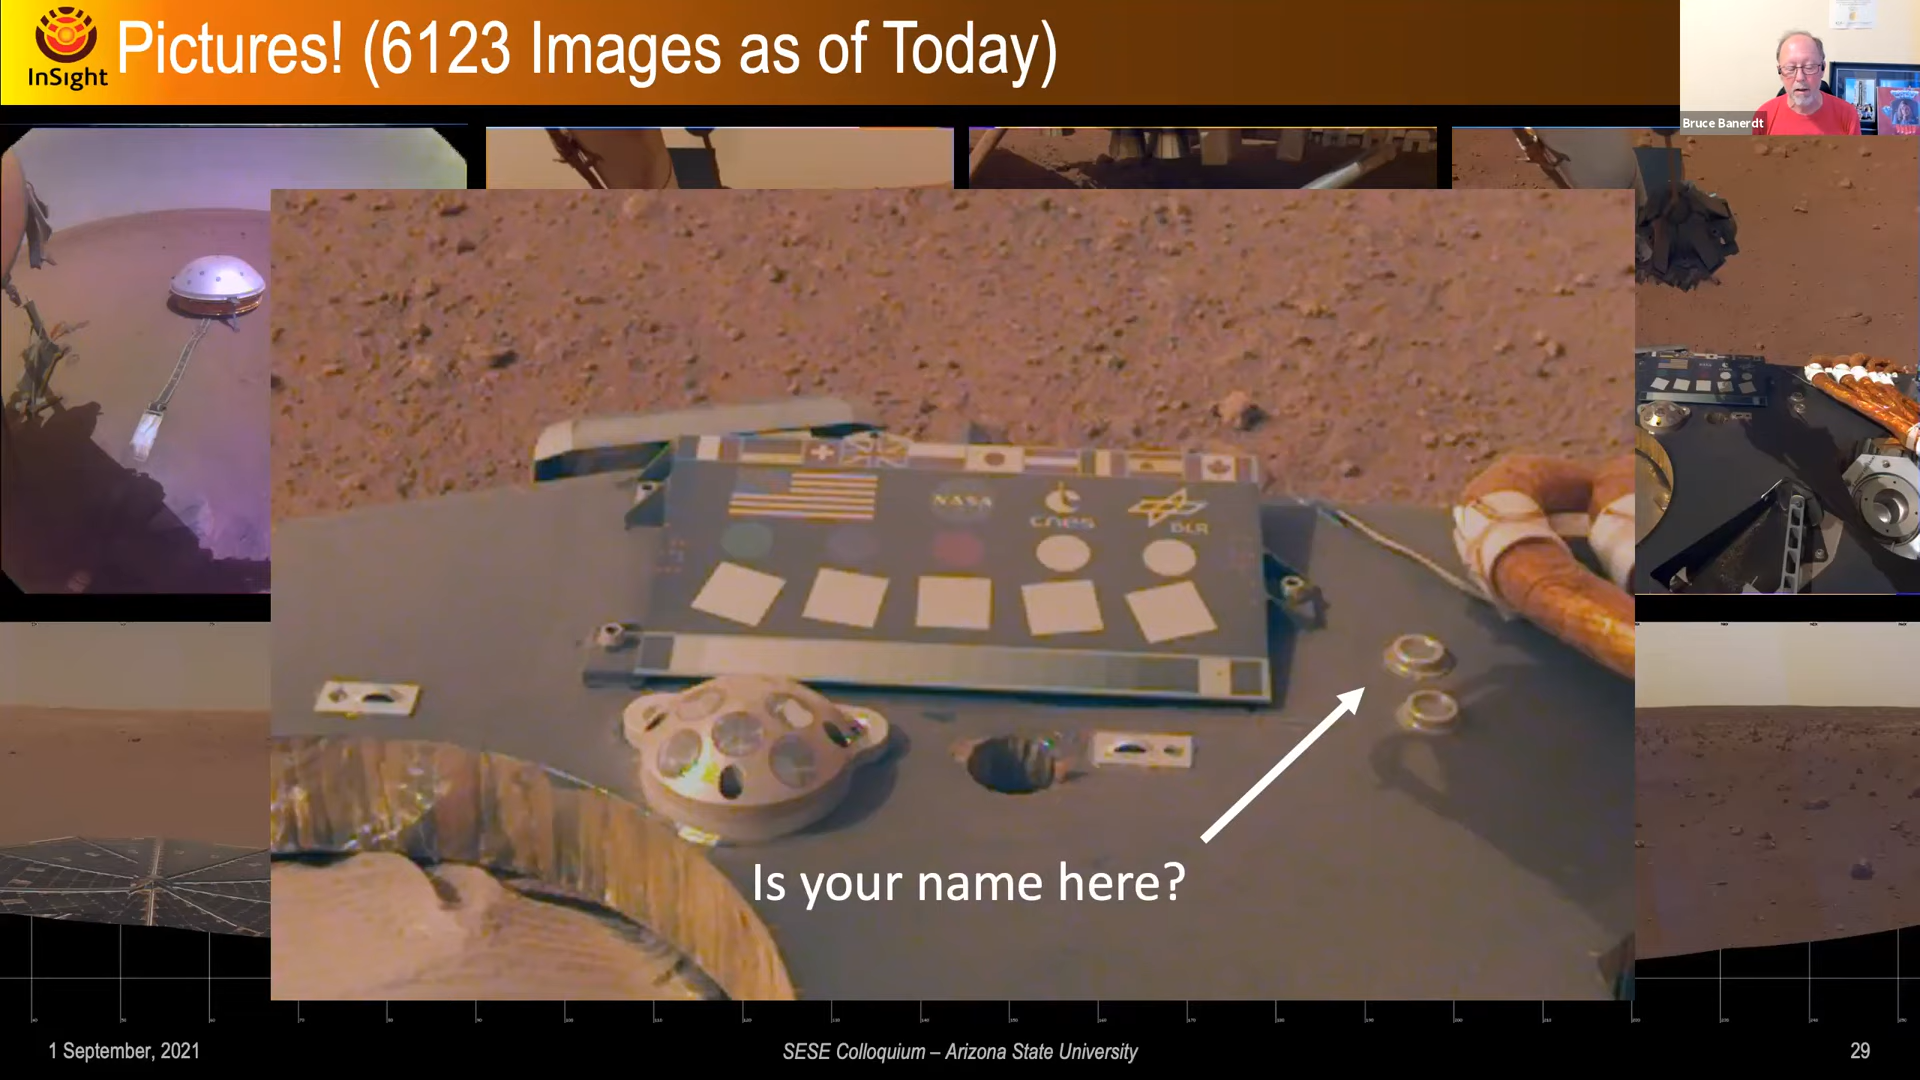 InSight
Pictures! (6123 Images as of Today)
Bruce Banerdt
NASA
cnes
DLR
Is your name here?
1 September, 2021
SESE Colloquium – Arizona State University
29